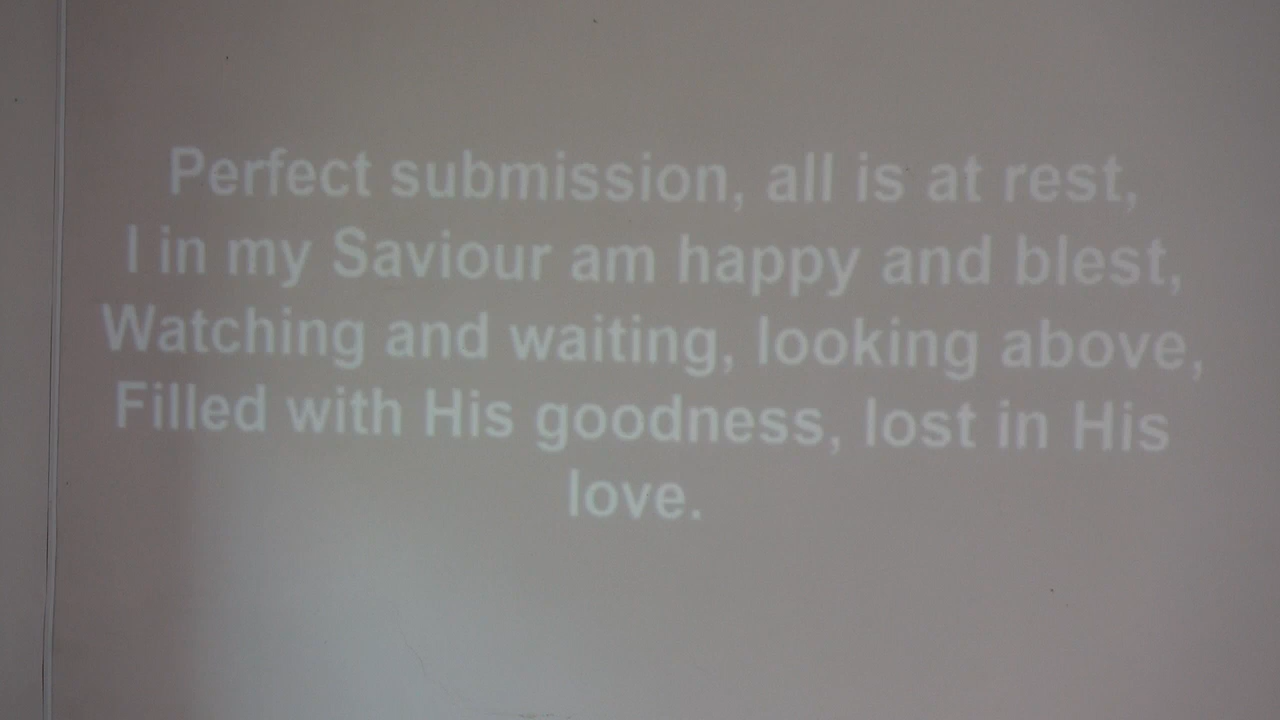 Perfect submission, all is at rest,
I in my Saviour am happy and blest,
Watching and waiting, looking above,
Filled with His goodness, lost in His
love.